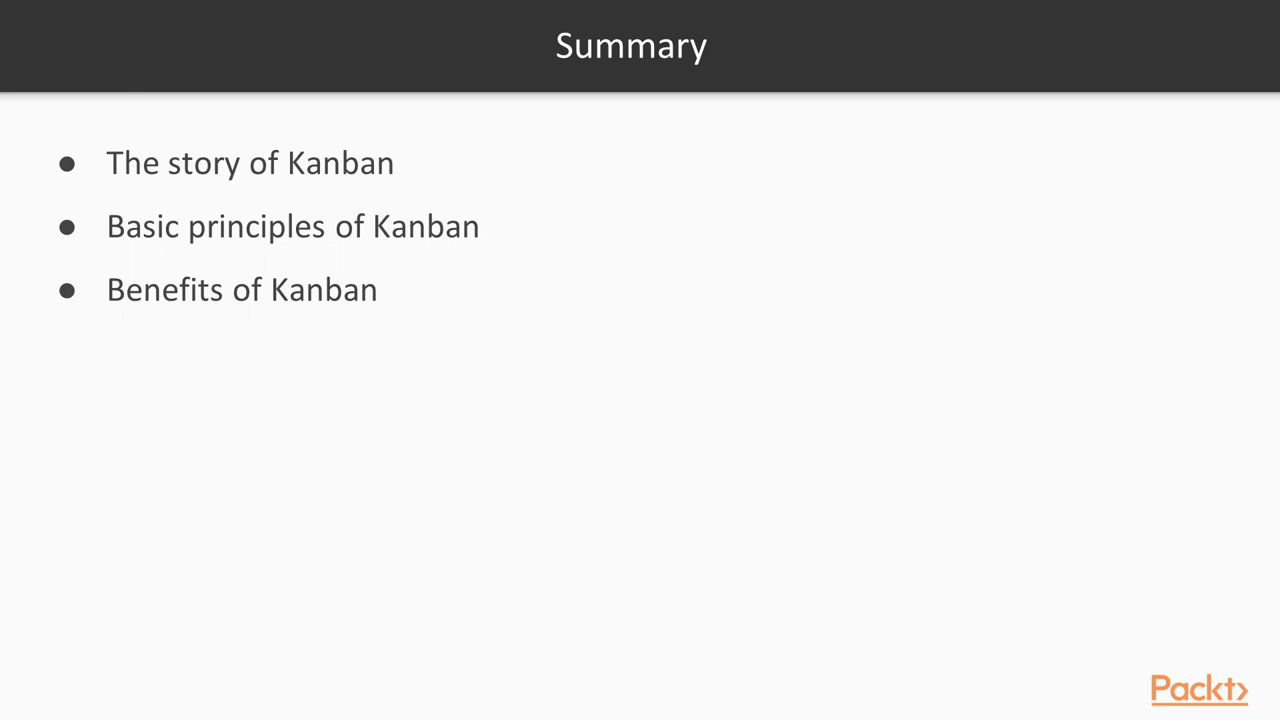 Summary
● The story of Kanban
● Basic principles of Kanban
● Benefits of Kanban
Packt>